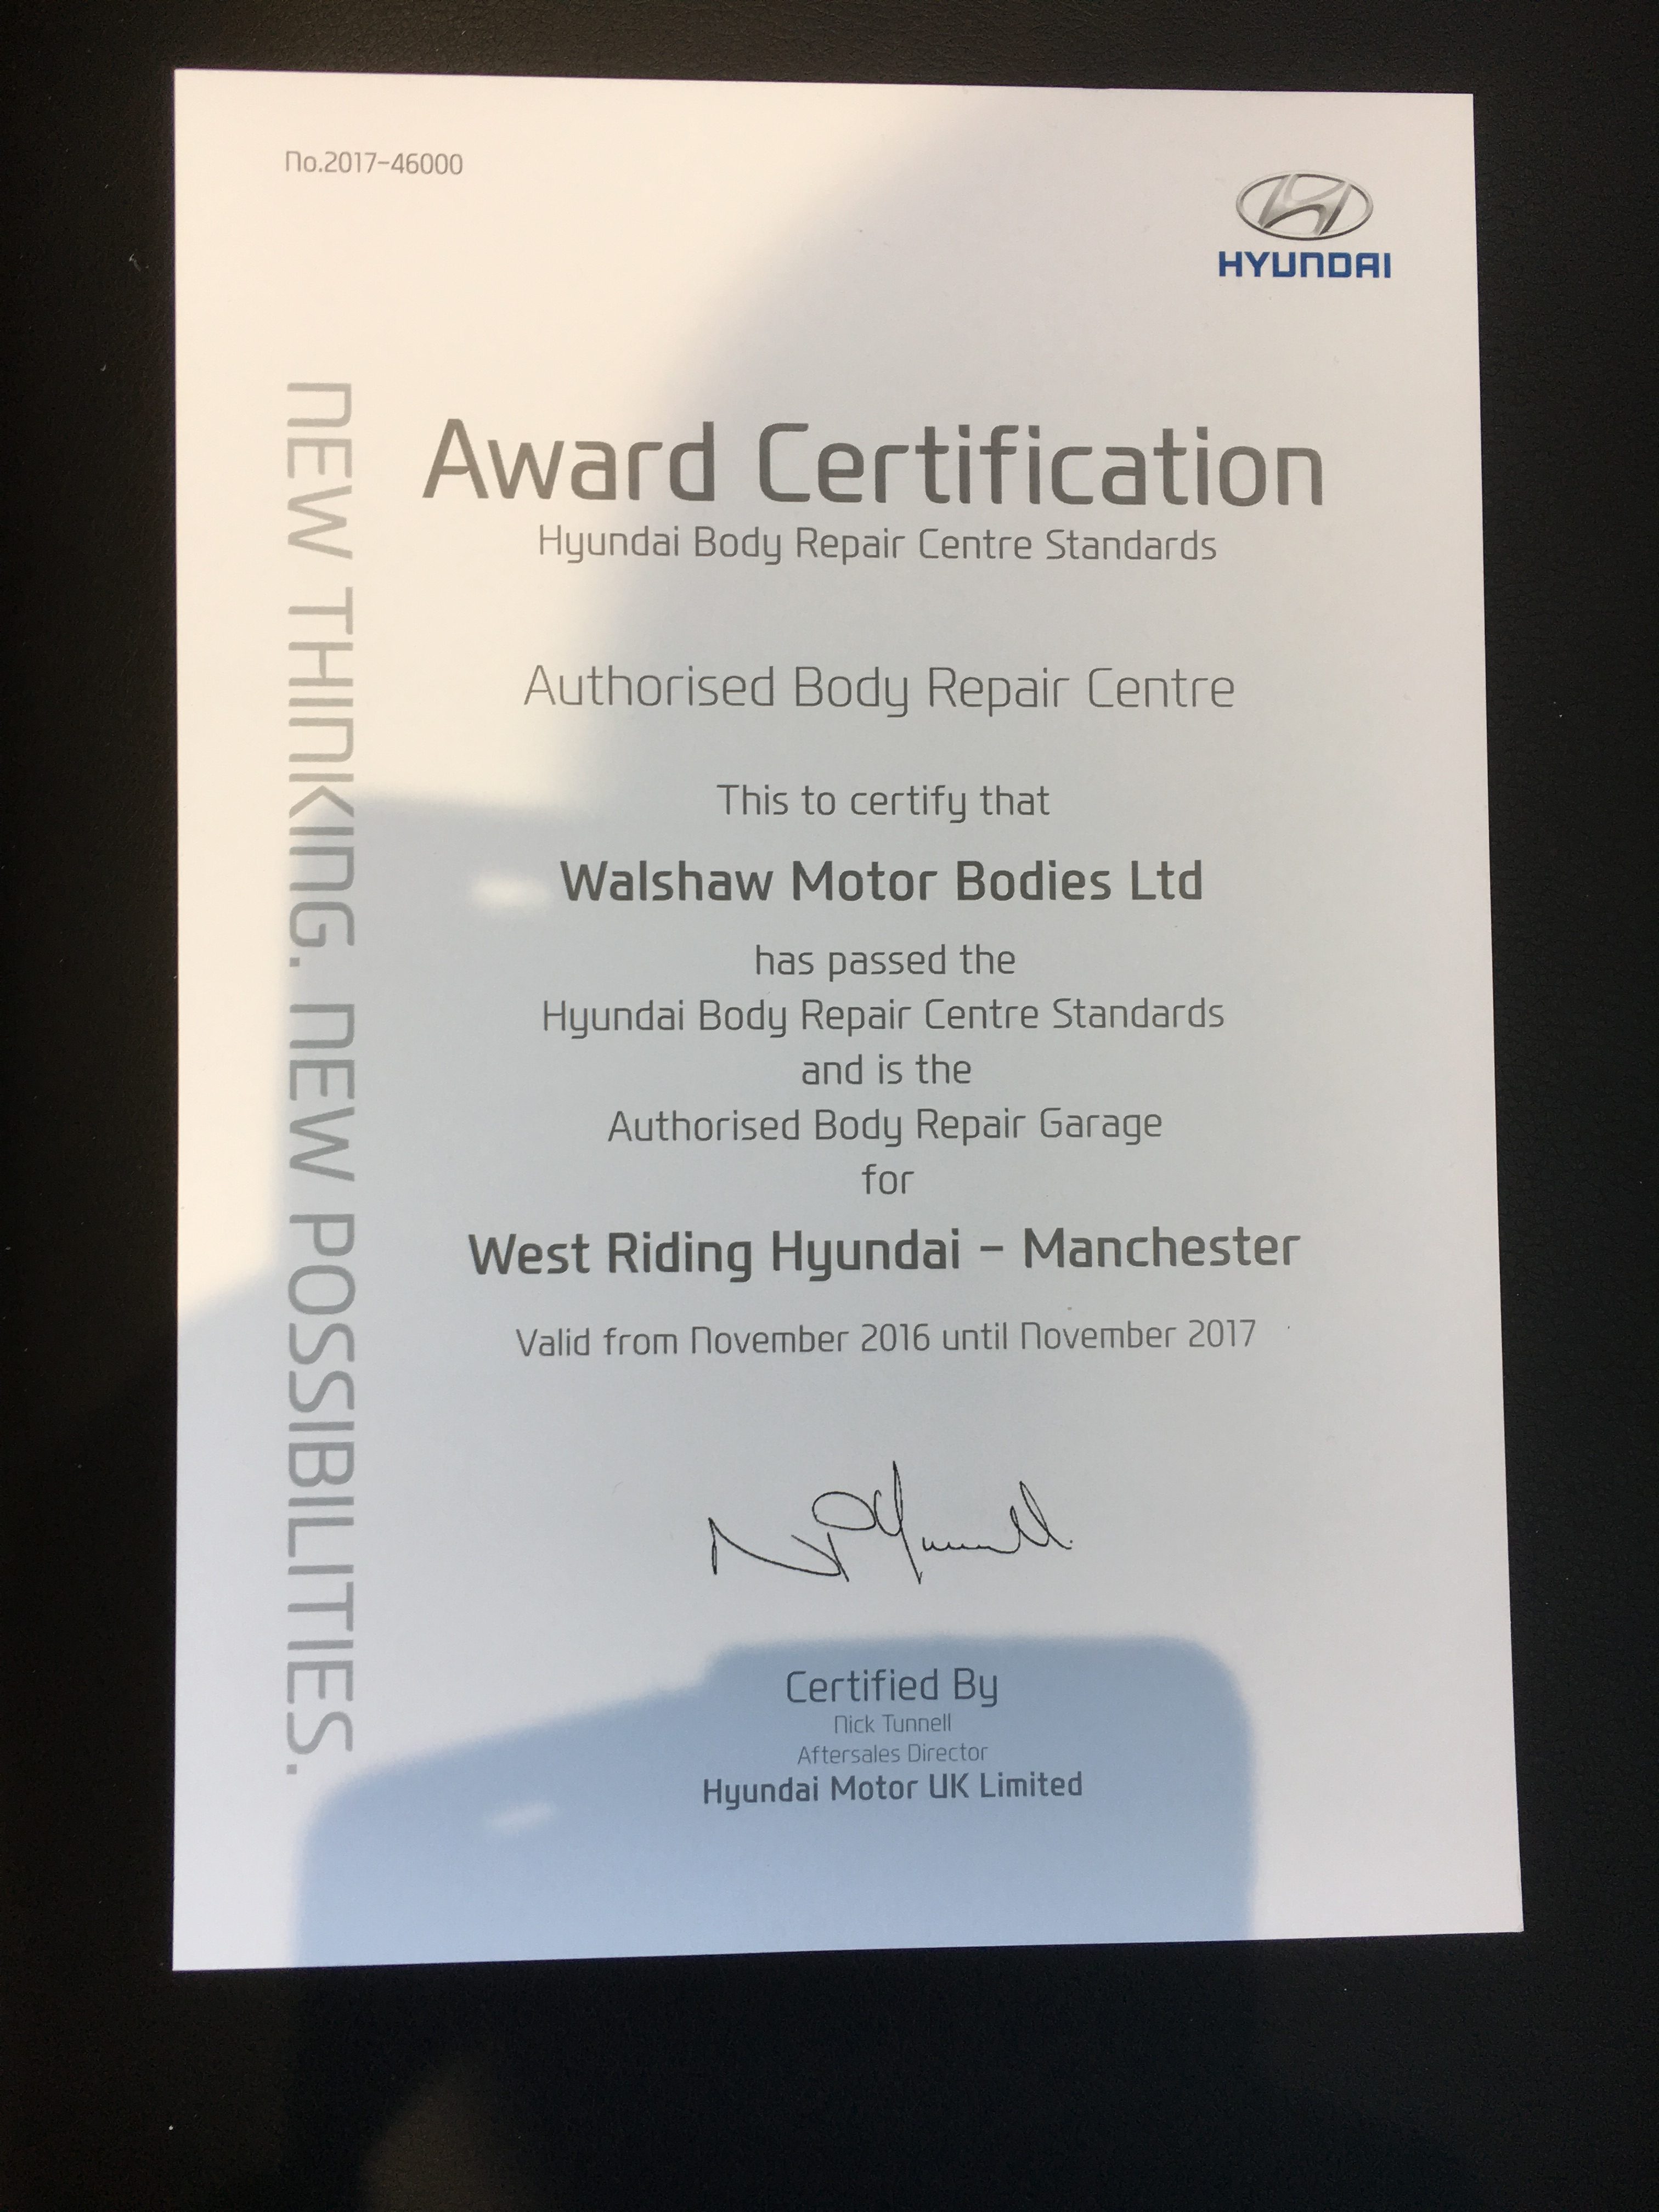 No.2017-46000
HYUNDAI
NEW THINKING. NEW POSSIBILITIES.
Award Certification
Hyundai Body Repair Centre Standards
Authorised Body Repair Centre
This to certify that
Walshaw Motor Bodies Ltd
has passed the
Hyundai Body Repair Centre Standards
and is the
Authorised Body Repair Garage
for
West Riding Hyundai - Manchester
Valid from November 2016 until November 2017
Certified By
Nick Tunnell
Aftersales Director
Hyundai Motor UK Limited